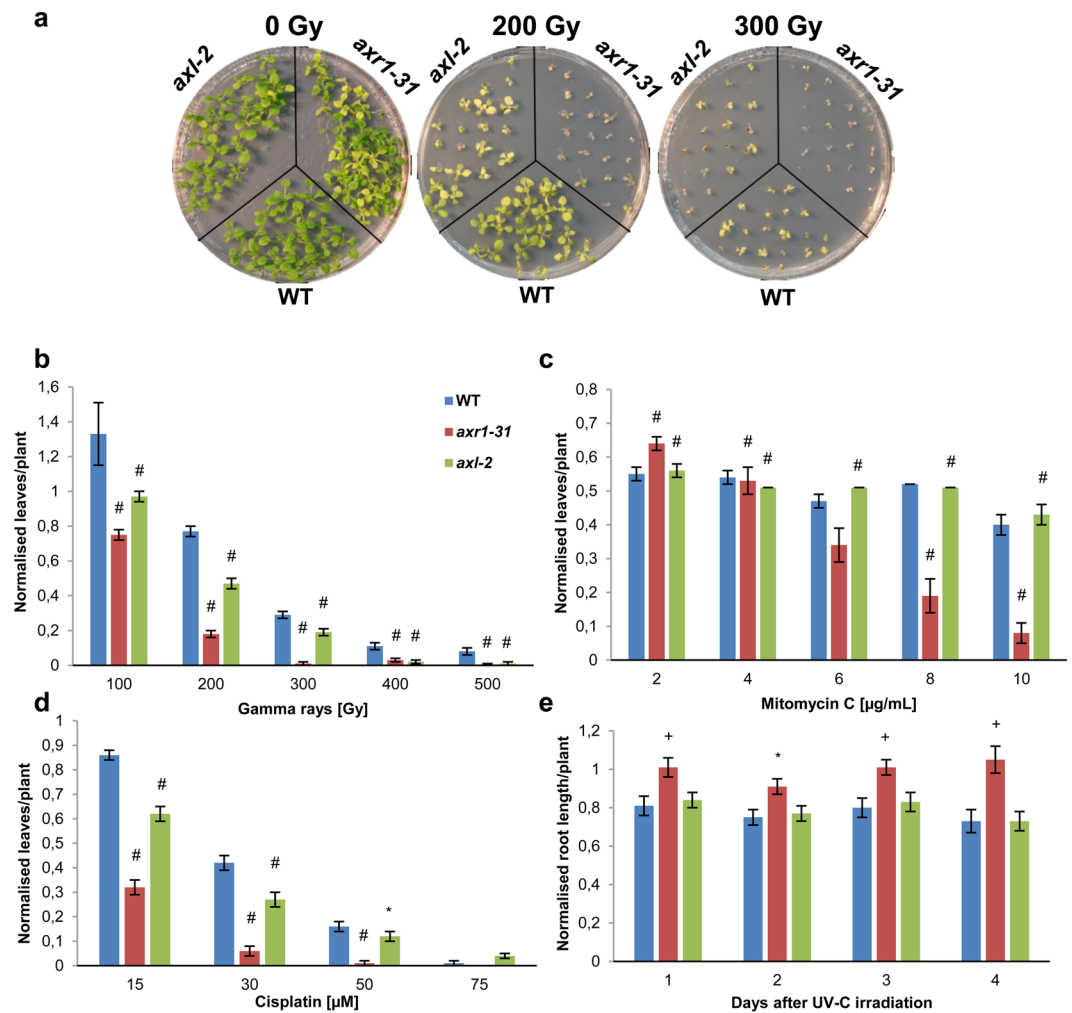 a
0 Gy
200 Gy
300 Gy
axl-2
axr1-31
WT
axl-2
axr1-31
WT
axl-2
axr1-31
WT
b
Normalised leaves/plant
1,6
1,4
1,2
1
0,8
0,6
0,4
0,2
0
# # # # # # # # # #
100 200 300 400 500
Gamma rays [Gy]
WT
axr1-31
axl-2
c
Normalised leaves/plant
0,8
0,7
0,6
0,5
0,4
0,3
0,2
0,1
0
# # # # # # # # #
2 4 6 8 10
Mitomycin C [µg/mL]
d
Normalised leaves/plant
1
0,9
0,8
0,7
0,6
0,5
0,4
0,3
0,2
0,1
0
# # # # # *
15 30 50 75
Cisplatin [µM]
e
Normalised root length/plant
1,2
1
0,8
0,6
0,4
0,2
0
+ * + +
1 2 3 4
Days after UV-C irradiation